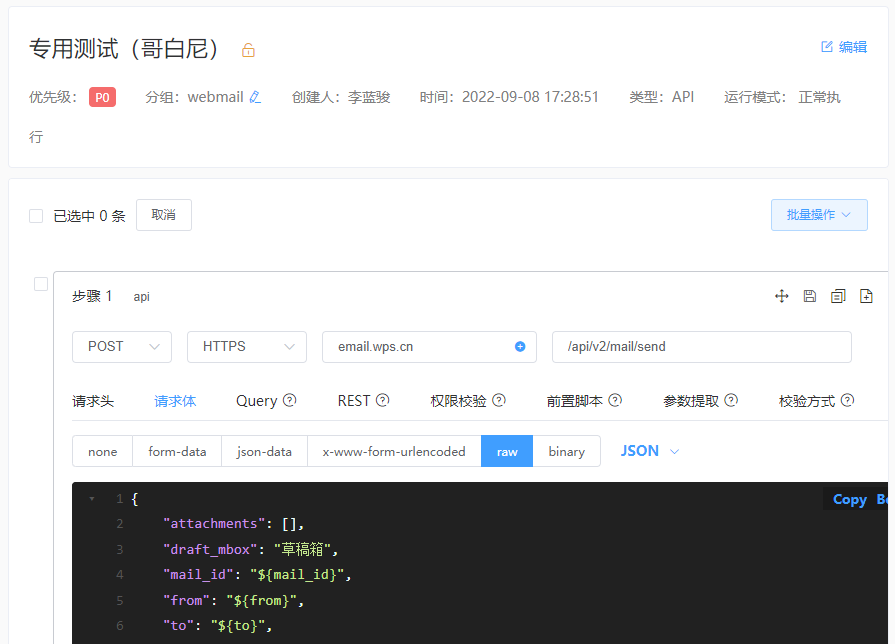 专用测试（哥白尼）
编辑
优先级： P0 分组：webmail 创建人：李蓝骏 时间：2022-09-08 17:28:51 类型：API 运行模式： 正常执
行
已选中 0 条 取消 批量操作
步骤 1 api
POST HTTPS email.wps.cn /api/v2/mail/send
请求头 请求体 Query REST 权限校验 前置脚本 参数提取 校验方式
none form-data json-data x-www-form-urlencoded raw binary JSON
1 { Copy
2 "attachments": [],
3 "draft_mbox": "草稿箱",
4 "mail_id": "${mail_id}",
5 "from": "${from}",
6 "to": "${to}",